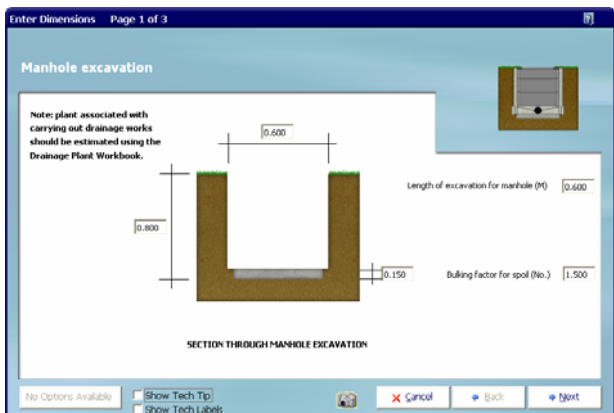 Enter Dimensions Page 1 of 3
Manhole excavation
Note: plant associated with
carrying out drainage works
should be estimated using the
Drainage Plant Workbook.
0.600
Length of excavation for manhole (M) 0.600
0.800
0.150
Bulking factor for spoil (No.) 1.500
SECTION THROUGH MANHOLE EXCAVATION
No Options Available
Show Tech Tip
Show Tech Labels
Cancel
Back
Next